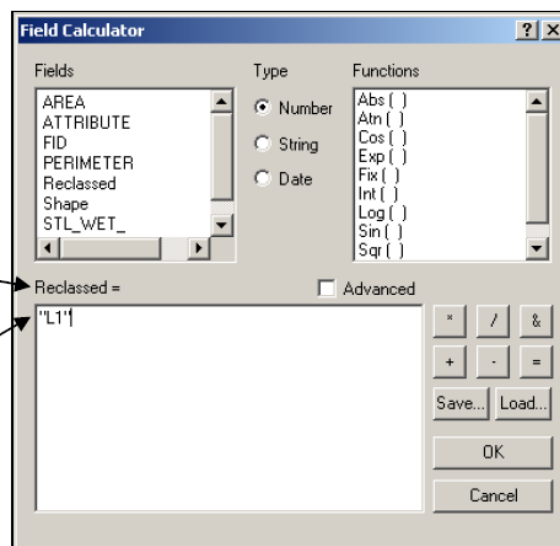 Field Calculator
Fields
Type
Functions
AREA
ATTRIBUTE
FID
PERIMETER
Reclassed
Shape
STL_WET_
Number
String
Date
Abs ( )
Atn ( )
Cos ( )
Exp ( )
Fix ( )
Int ( )
Log ( )
Sin ( )
Sqr ( )
Reclassed =
Advanced
"L1"
* / &
+ - =
Save... Load...
OK
Cancel